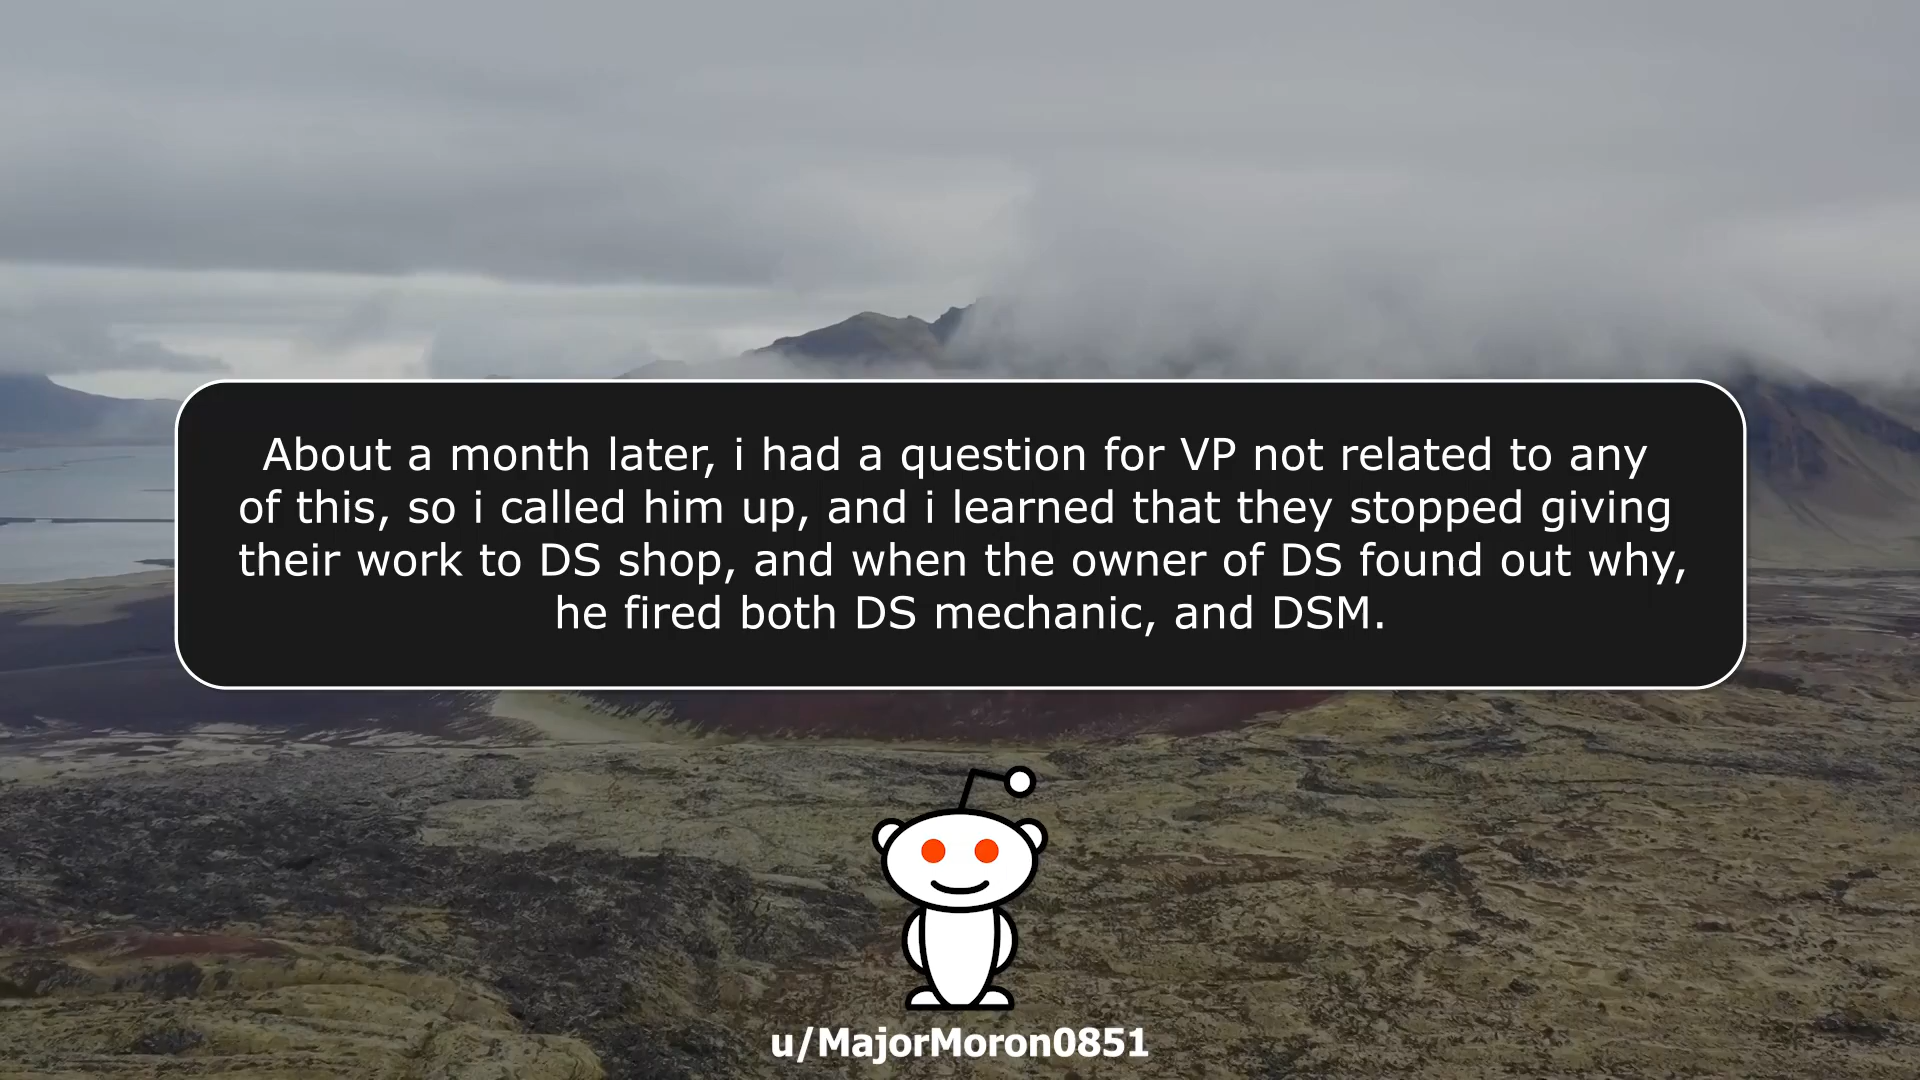 About a month later, i had a question for VP not related to any
of this, so i called him up, and i learned that they stopped giving
their work to DS shop, and when the owner of DS found out why,
he fired both DS mechanic, and DSM.
u/MajorMoron0851